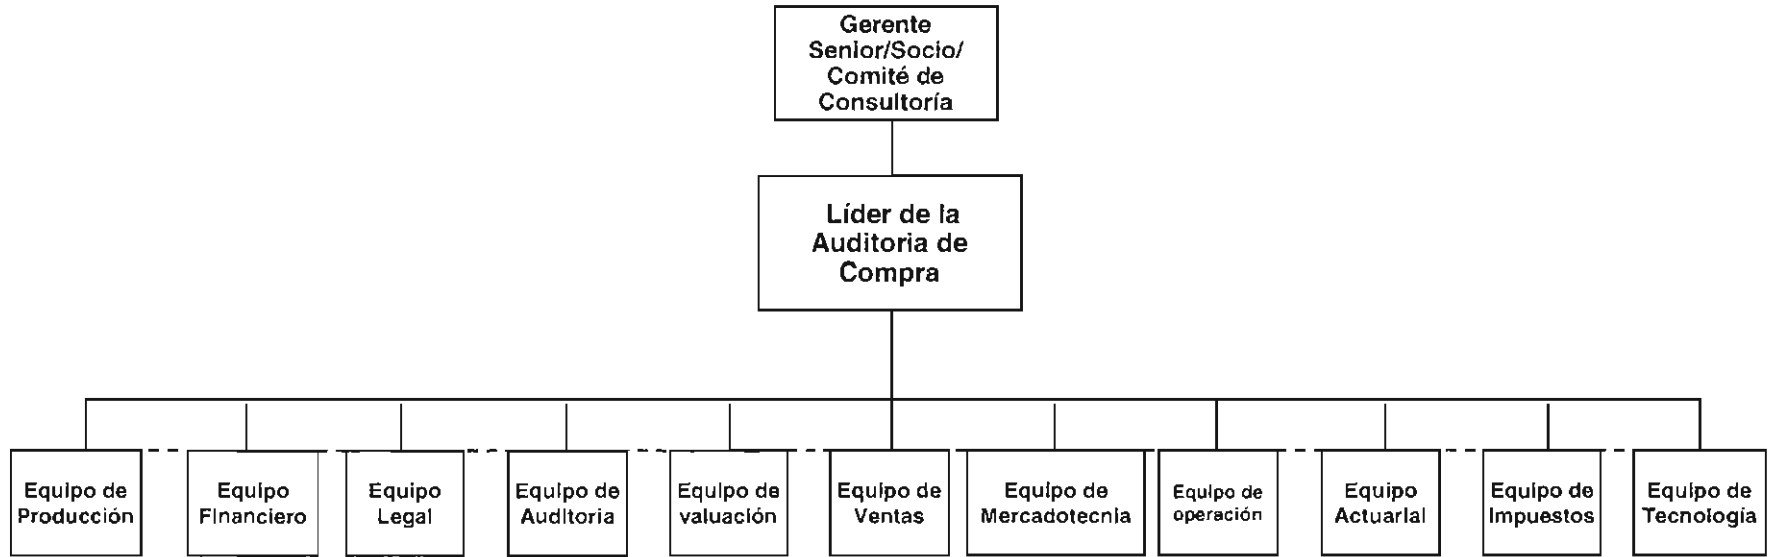 Gerente
Senior/Socio/
Comité de
Consultoría
Líder de la
Auditoria de
Compra
Equipo de
Producción
Equipo
Financiero
Equipo
Legal
Equipo de
Auditoria
Equipo de
valuación
Equipo de
Ventas
Equipo de
Mercadotecnia
Equipo de
operación
Equipo
Actuarial
Equipo de
Impuestos
Equipo de
Tecnología